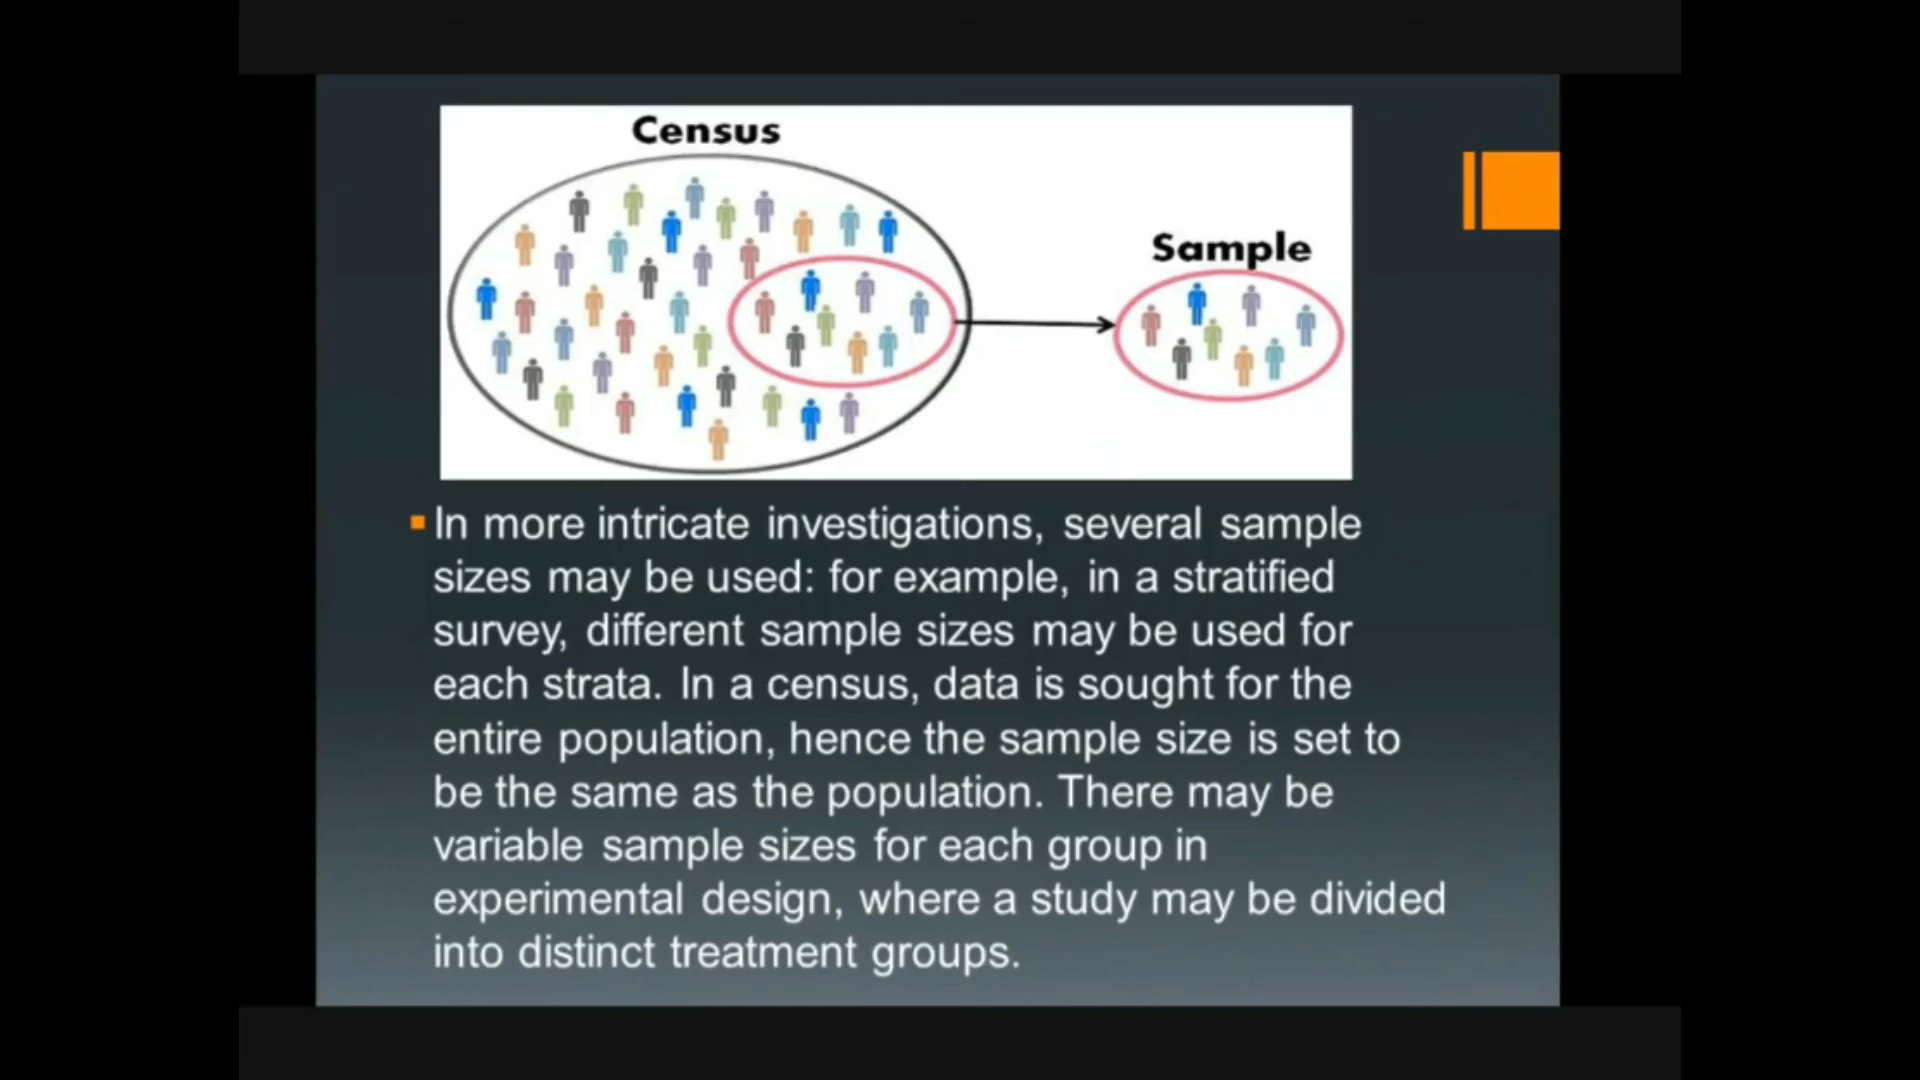 Census
Sample
In more intricate investigations, several sample
sizes may be used: for example, in a stratified
survey, different sample sizes may be used for
each strata. In a census, data is sought for the
entire population, hence the sample size is set to
be the same as the population. There may be
variable sample sizes for each group in
experimental design, where a study may be divided
into distinct treatment groups.